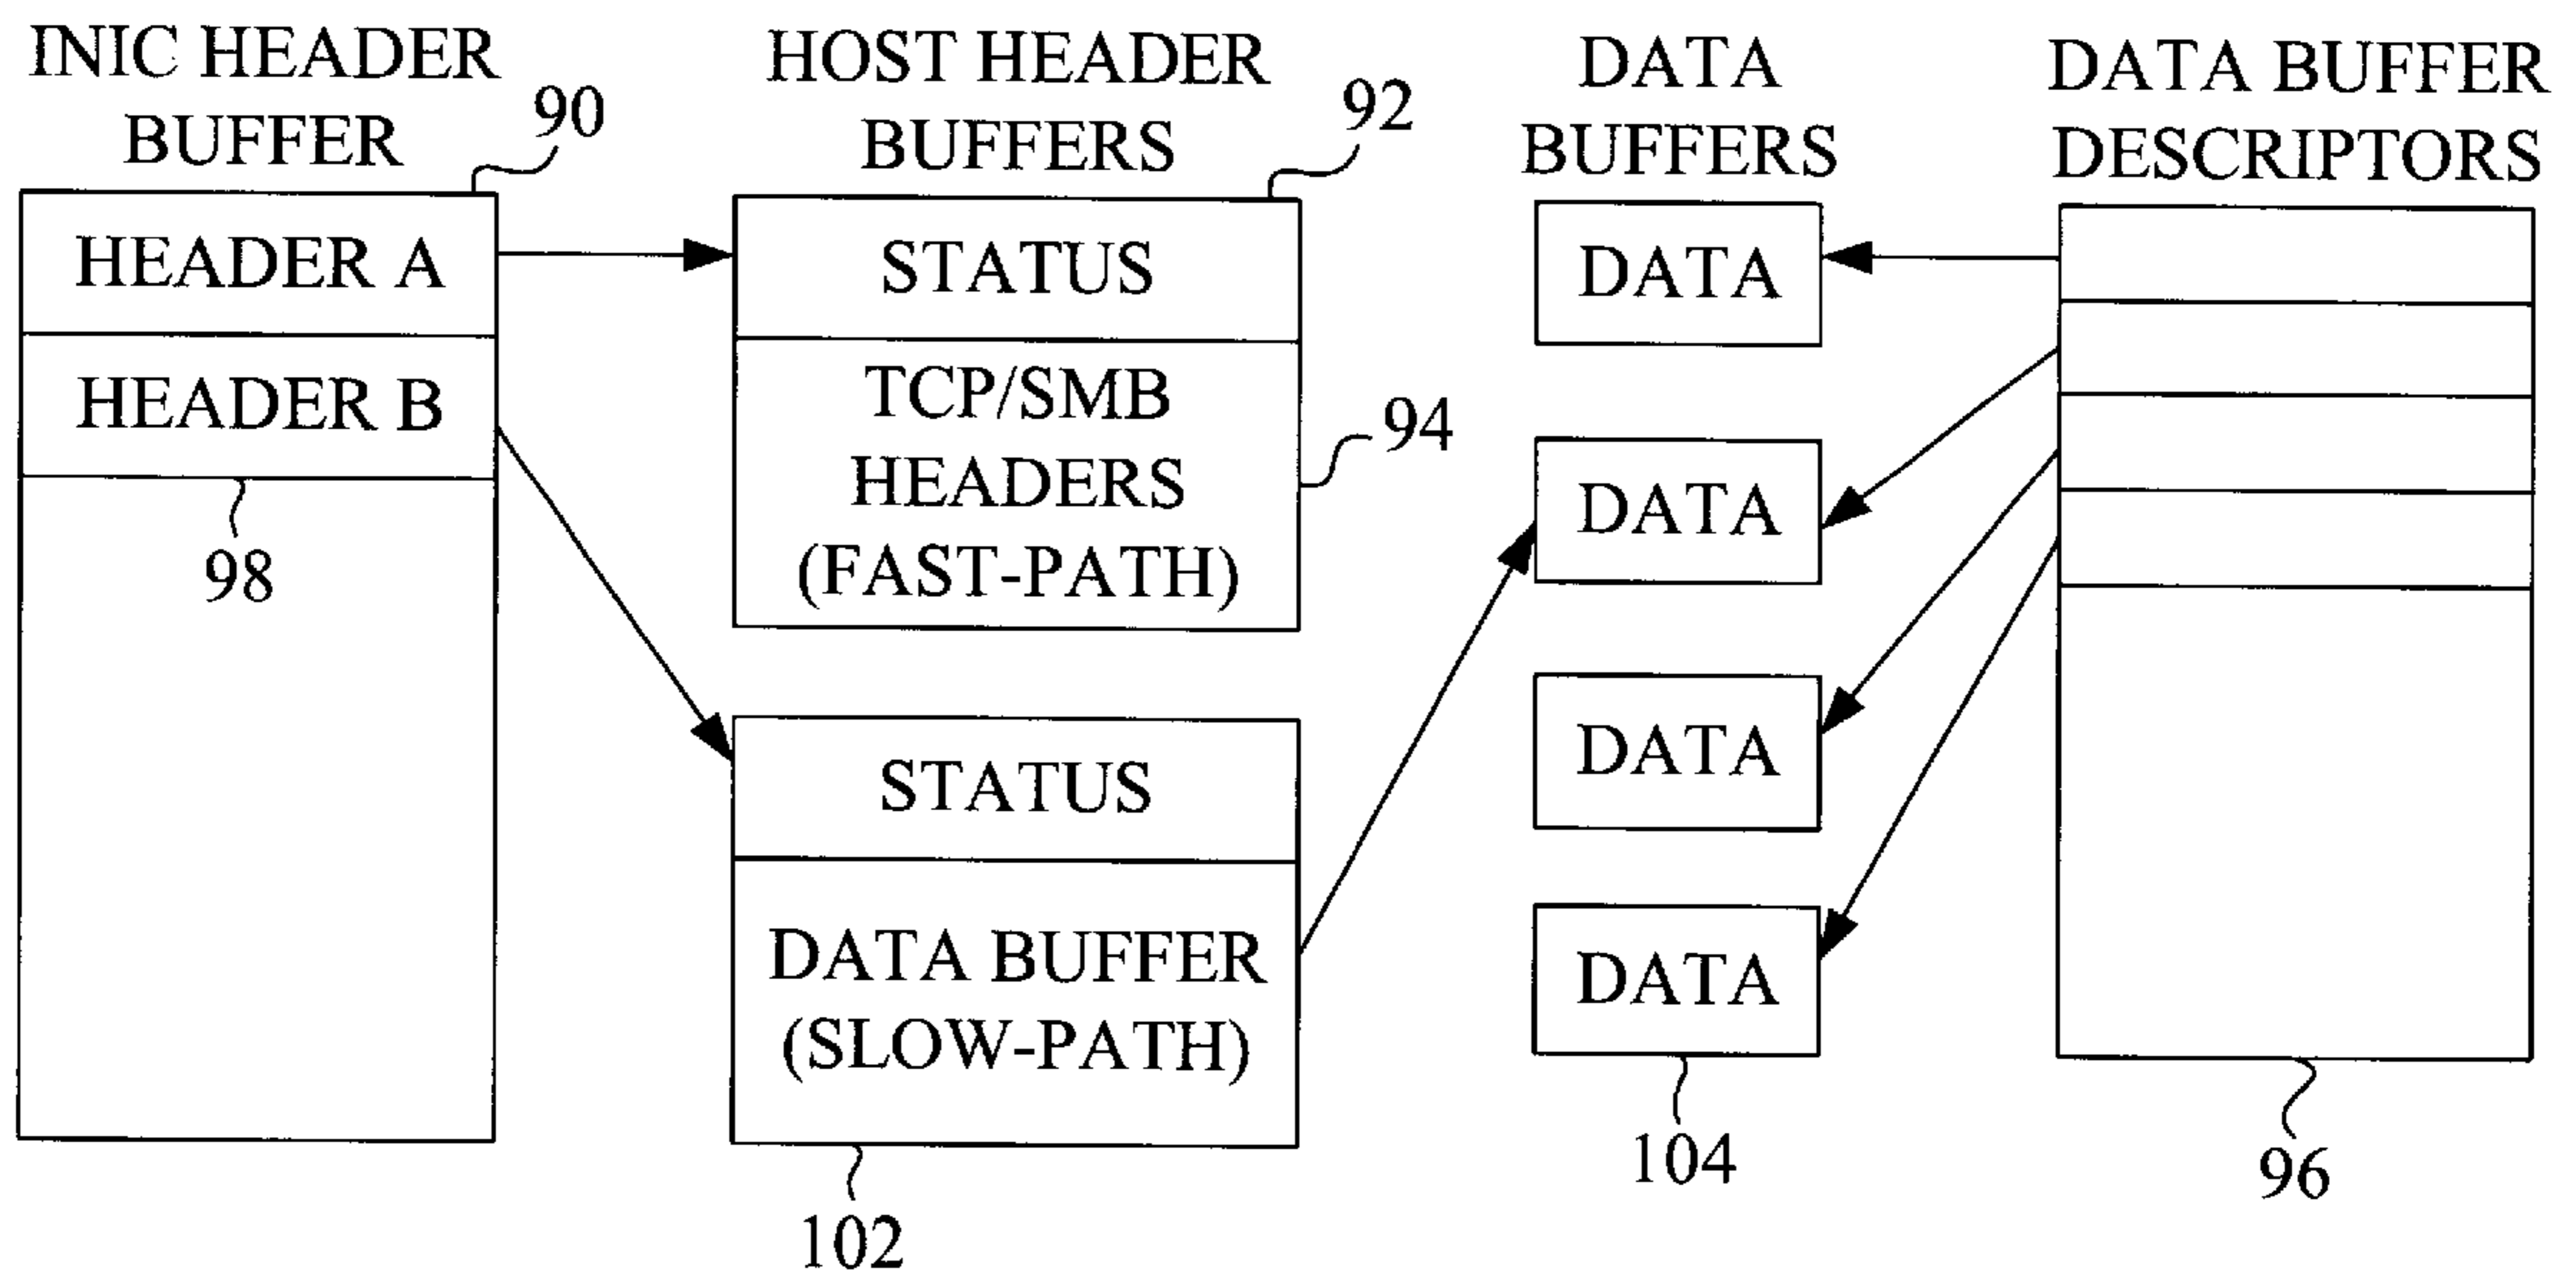 INIC HEADER
BUFFER
90
HEADER A
HEADER B
98
HOST HEADER
BUFFERS
92
STATUS
TCP/SMB
HEADERS
(FAST-PATH)
94
STATUS
DATA BUFFER
(SLOW-PATH)
102
DATA
BUFFERS
DATA
DATA
DATA
DATA
104
DATA BUFFER
DESCRIPTORS
96